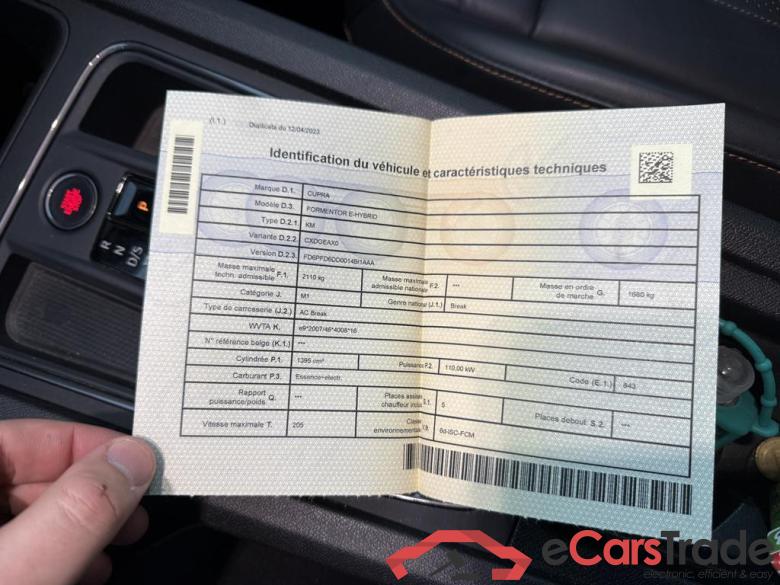 (I.1.) Duplicata du 12/04/2023
Identification du véhicule et caractéristiques techniques
Marque D.1. CUPRA
Modèle D.3. FORMENTOR E-HYBRID
Type D.2.1. KM
Variante D.2.2. CXDGEAX0
Version D.2.3. FD6PFD6DD0014BI1AAA
Masse maximale techn. admissible F.1. 2110 kg Masse maximale admissible nationale F.2. --- Masse en ordre de marche G. 1680 kg
Catégorie J. M1 Genre national (J.1.) Break
Type de carrosserie (J.2.) AC Break
WVTA K. e9*2007/46*4008*16
N° référence belge (K.1.) ---
Cylindrée P.1. 1395 cm³ Puissance P.2. 110,00 kW Code (E.1.) 843
Carburant P.3. Essence+electr.
Rapport puissance/poids Q. --- Places assises chauffeur inclus S.1. 5 Places debout S.2. ---
Vitesse maximale T. 205 Classe environnementale V.9. 6d-ISC-FCM
P
R
N
D/S
eCarsTrade
electronic, efficient & easy